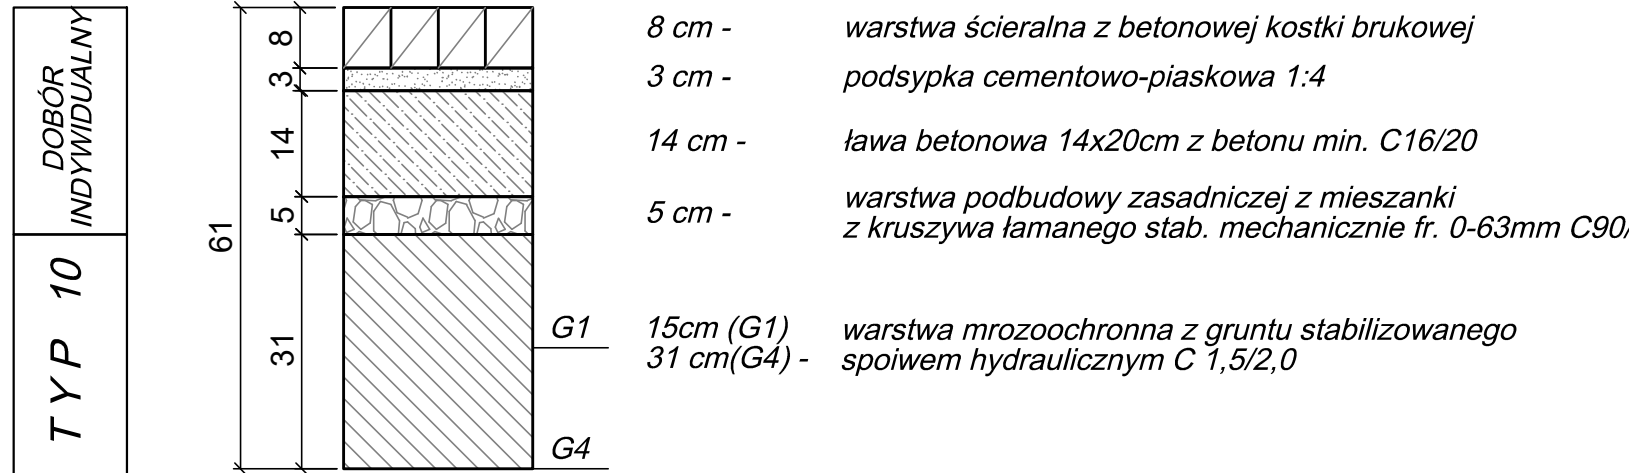 DOBÓR
INDYWIDUALNY
TYP 10
61
8
3
14
5
31
G1
G4
8 cm - warstwa ścieralna z betonowej kostki brukowej
3 cm - podsypka cementowo-piaskowa 1:4
14 cm - ława betonowa 14x20cm z betonu min. C16/20
5 cm - warstwa podbudowy zasadniczej z mieszanki
z kruszywa łamanego stab. mechanicznie fr. 0-63mm C90/
15cm (G1) warstwa mrozoochronna z gruntu stabilizowanego
31 cm(G4) - spoiwem hydraulicznym C 1,5/2,0